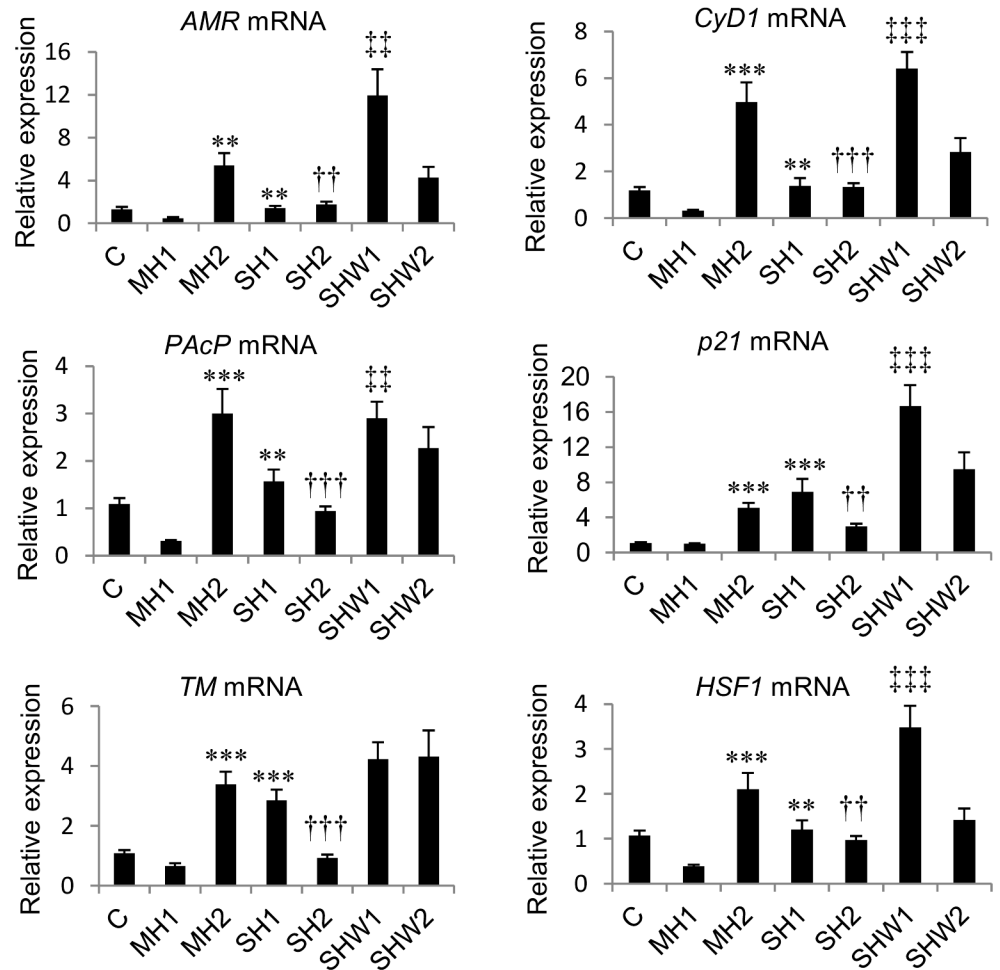 AMR mRNA
Relative expression
16
12
8
4
0
**
**
††
‡‡
C
MH1
MH2
SH1
SH2
SHW1
SHW2
CyD1 mRNA
Relative expression
8
6
4
2
0
***
**
†††
‡‡‡
C
MH1
MH2
SH1
SH2
SHW1
SHW2
PAcP mRNA
Relative expression
4
3
2
1
0
***
**
†††
‡‡
C
MH1
MH2
SH1
SH2
SHW1
SHW2
p21 mRNA
Relative expression
20
16
12
8
4
0
***
***
††
‡‡‡
C
MH1
MH2
SH1
SH2
SHW1
SHW2
TM mRNA
Relative expression
6
4
2
0
***
***
†††
C
MH1
MH2
SH1
SH2
SHW1
SHW2
HSF1 mRNA
Relative expression
4
3
2
1
0
***
**
††
‡‡‡
C
MH1
MH2
SH1
SH2
SHW1
SHW2